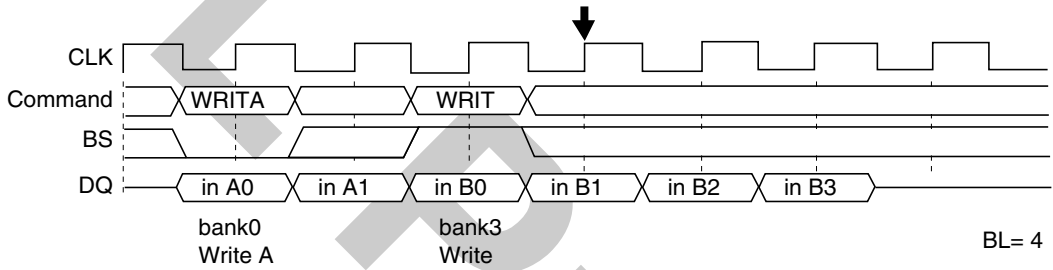 CLK
Command WRITA WRIT
BS
DQ in A0 in A1 in B0 in B1 in B2 in B3
bank0 bank3
Write A Write
BL= 4